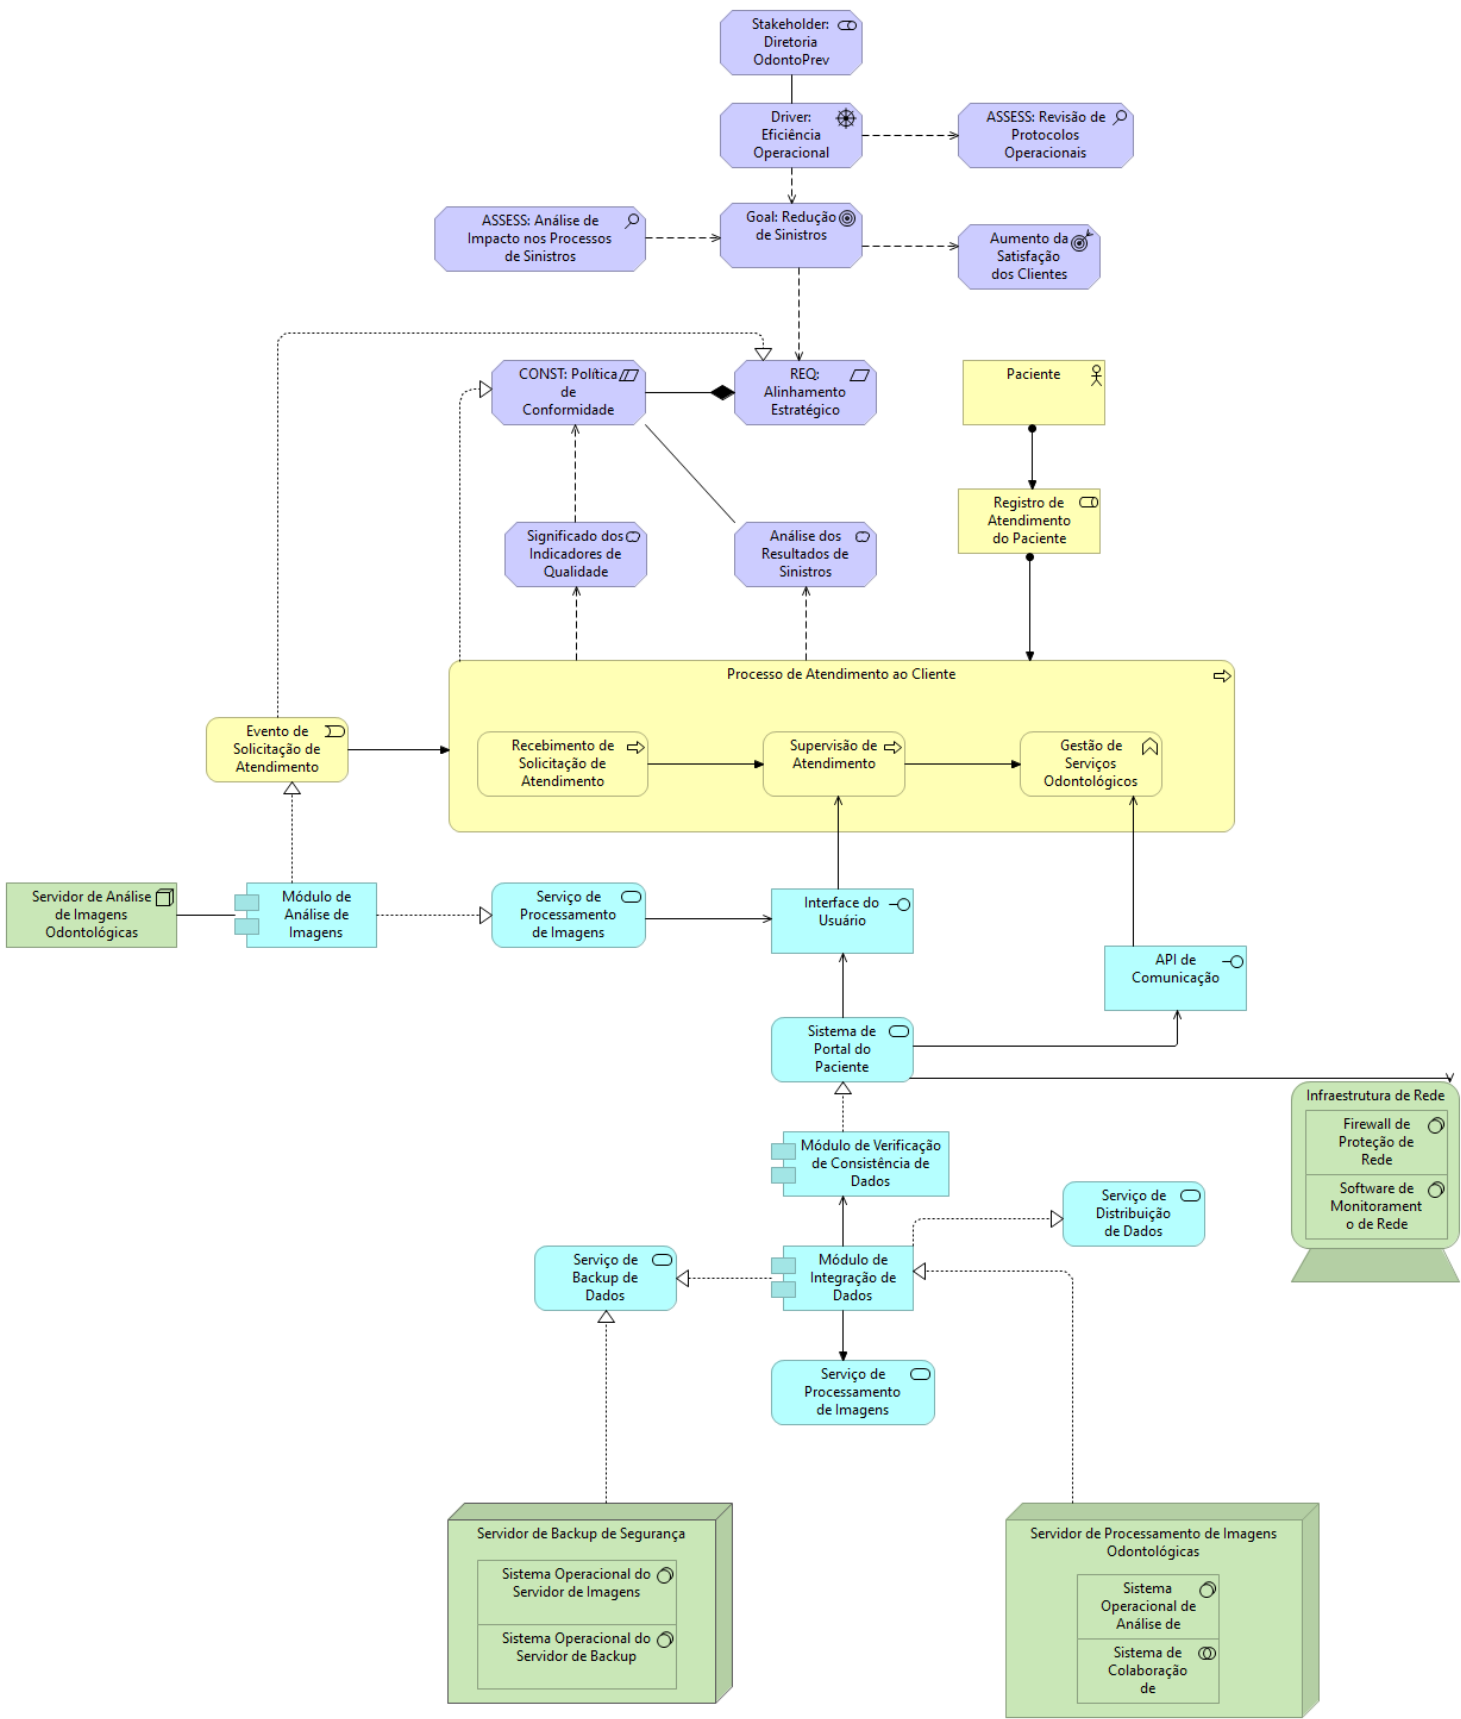 Stakeholder:
Diretoria
OdontoPrev
Driver:
Eficiência
Operacional
ASSESS: Revisão de
Protocolos
Operacionais
ASSESS: Análise de
Impacto nos Processos
de Sinistros
Goal: Redução
de Sinistros
Aumento da
Satisfação
dos Clientes
CONST: Política
de
Conformidade
REQ:
Alinhamento
Estratégico
Paciente
Registro de
Atendimento
do Paciente
Significado dos
Indicadores de
Qualidade
Análise dos
Resultados de
Sinistros
Processo de Atendimento ao Cliente
Evento de
Solicitação de
Atendimento
Recebimento de
Solicitação de
Atendimento
Supervisão de
Atendimento
Gestão de
Serviços
Odontológicos
Servidor de Análise
de Imagens
Odontológicas
Módulo de
Análise de
Imagens
Serviço de
Processamento
de Imagens
Interface do
Usuário
API de
Comunicação
Sistema de
Portal do
Paciente
Infraestrutura de Rede
Firewall de
Proteção de
Rede
Software de
Monitorament
o de Rede
Módulo de Verificação
de Consistência de
Dados
Serviço de
Distribuição
de Dados
Serviço de
Backup de
Dados
Módulo de
Integração de
Dados
Serviço de
Processamento
de Imagens
Servidor de Backup de Segurança
Sistema Operacional do
Servidor de Imagens
Sistema Operacional do
Servidor de Backup
Servidor de Processamento de Imagens
Odontológicas
Sistema
Operacional de
Análise de
Sistema de
Colaboração
de